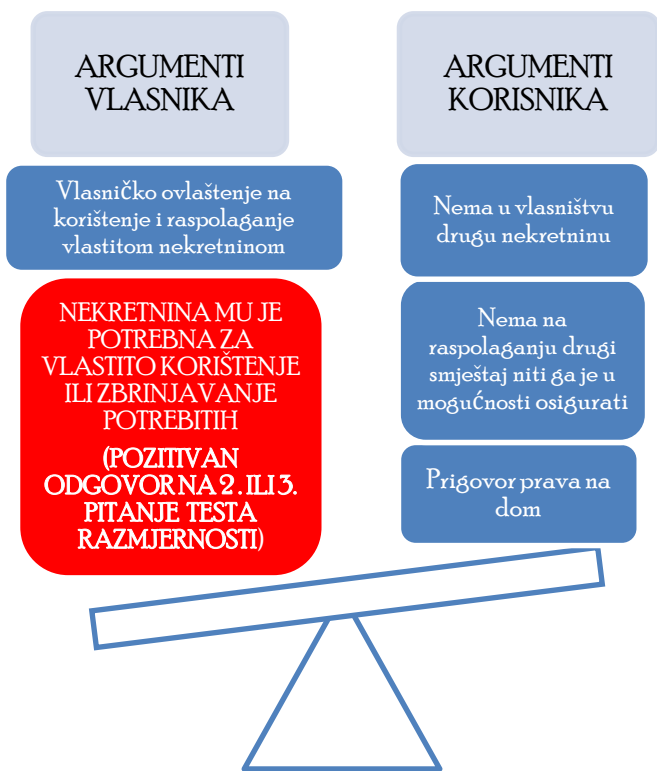 ARGUMENTI
VLASNIKA
Vlasničko ovlaštenje na
korištenje i raspolaganje
vlastitom nekretninom
NEKRETNINA MU JE
POTREBNA ZA
VLASTITO KORIŠTENJE
ILI ZBRINJAVANJE
POTREBITIH
(POZITIVAN
ODGOVOR NA 2. ILI 3.
PITANJE TESTA
RAZMJERNOSTI)
ARGUMENTI
KORISNIKA
Nema u vlasništvu
drugu nekretninu
Nema na
raspolaganju drugi
smještaj niti ga je u
mogućnosti osigurati
Prigovor prava na
dom